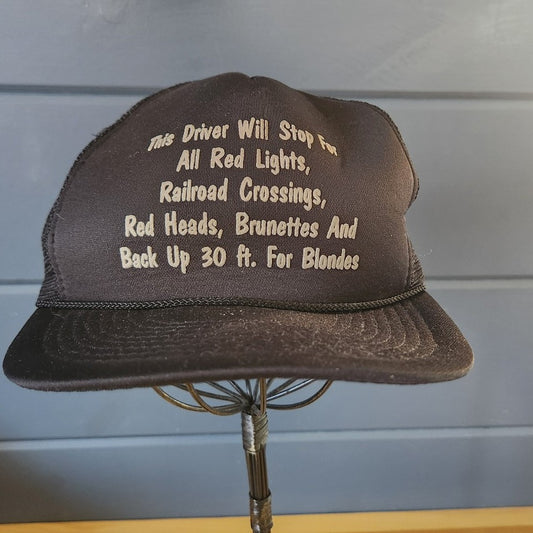 This Driver Will Stop For
All Red Lights,
Railroad Crossings,
Red Heads, Brunettes And
Back Up 30 ft. For Blondes